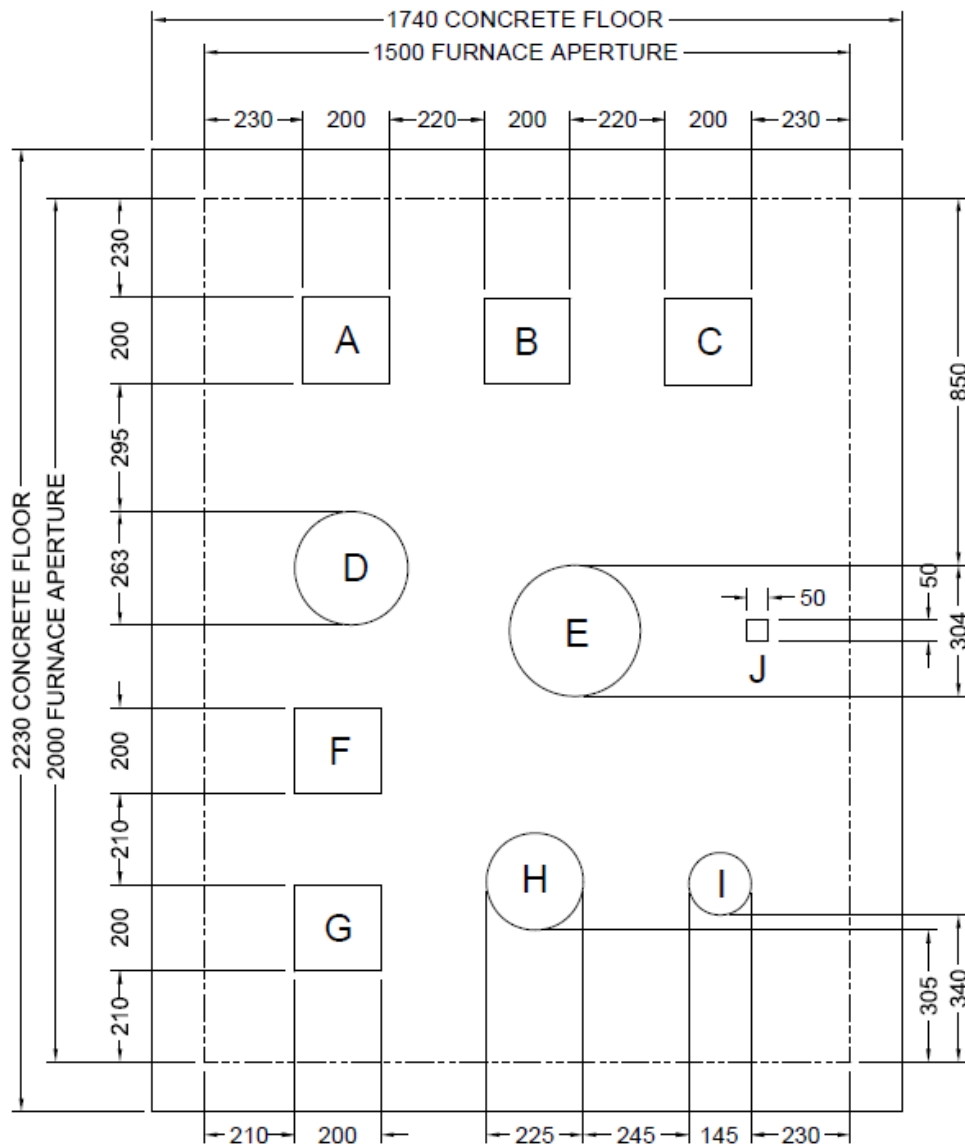 1740 CONCRETE FLOOR
1500 FURNACE APERTURE
230 200 220 200 220 200 230
2230 CONCRETE FLOOR
2000 FURNACE APERTURE
230
200
295
263
200
210
200
210
A B C
D
E
J
F
H I
G
850
50
50
304
305
340
210 200 225 245 145 230